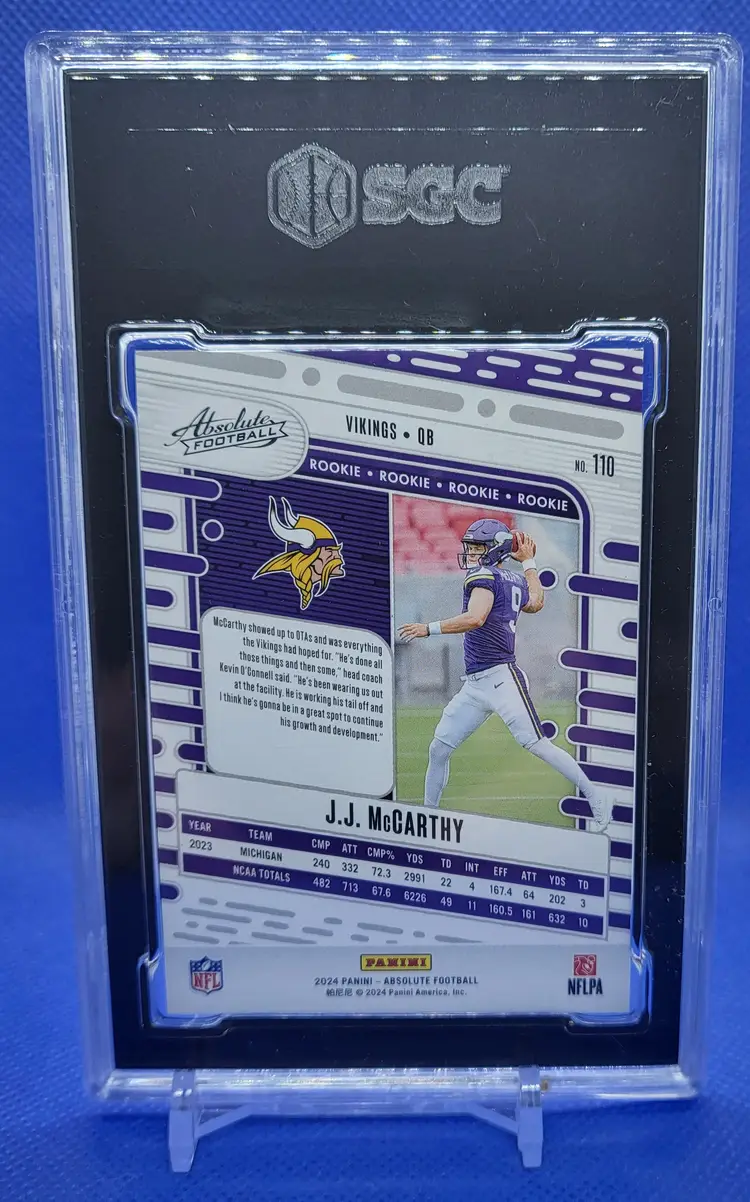 SGC
Absolute
FOOTBALL
VIKINGS • QB
NO. 110
ROOKIE • ROOKIE • ROOKIE • ROOKIE
McCarthy showed up to OTAs and was everything
the Vikings had hoped for. "He's done all
those things and then some," head coach
Kevin O'Connell said. "He's been wearing us out
at the facility. He is working his tail off and
I think he's gonna be in a great spot to continue
his growth and development."
9
J.J. McCARTHY
YEAR TEAM CMP ATT CMP% YDS TD INT EFF ATT YDS TD
2023 MICHIGAN 240 332 72.3 2991 22 4 167.4 64 202 3
NCAA TOTALS 482 713 67.6 6226 49 11 160.5 161 632 10
NFL
PANINI
2024 PANINI – ABSOLUTE FOOTBALL
帕尼尼 © 2024 Panini America, Inc.
NFLPA